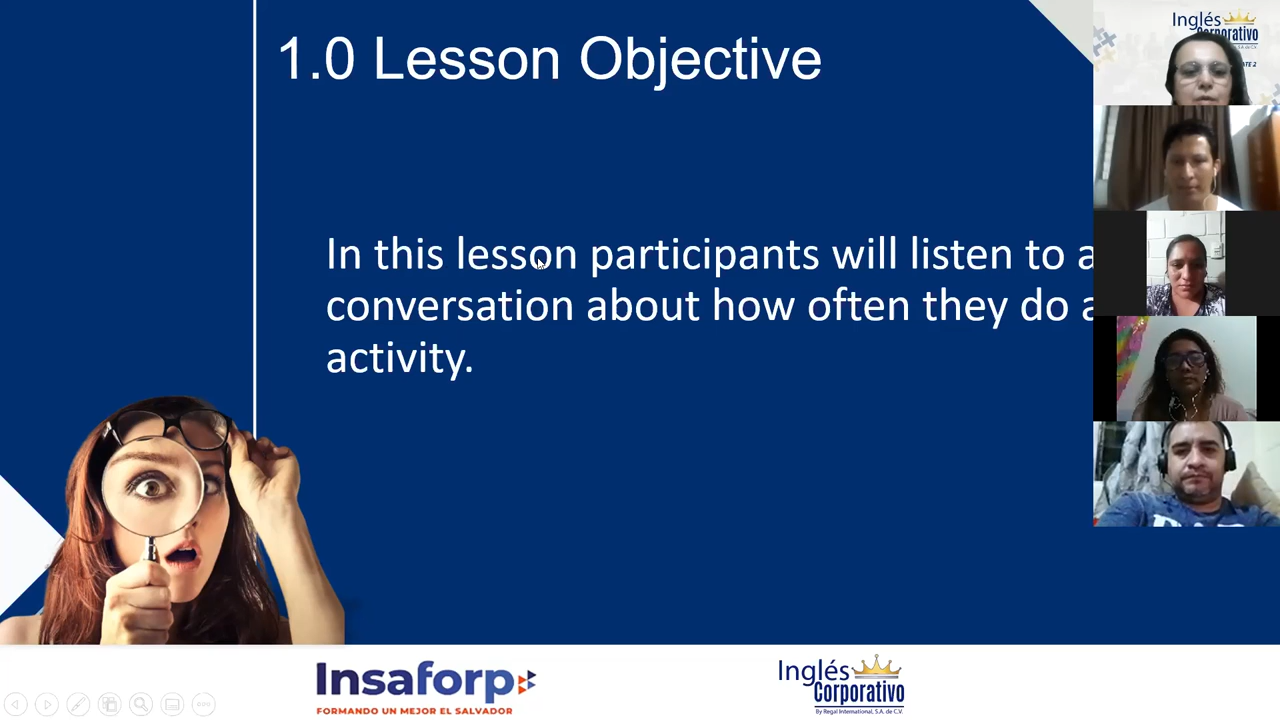 1.0 Lesson Objective
In this lesson participants will listen to a
conversation about how often they do a
activity.
Inglés
Corporativo
Insaforp
FORMANDO UN MEJOR EL SALVADOR
Inglés
Corporativo
By Regal International, S.A. de C.V.